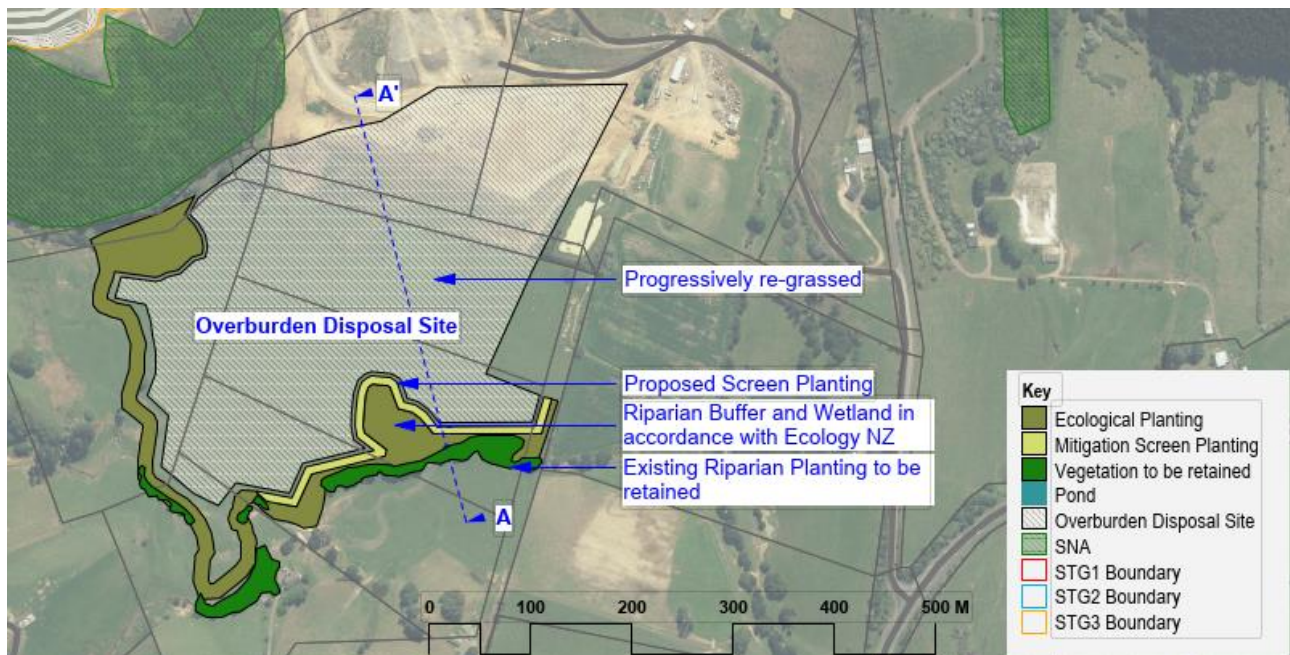 A'
Progressively re-grassed
Overburden Disposal Site
Proposed Screen Planting
Riparian Buffer and Wetland in
accordance with Ecology NZ
Existing Riparian Planting to be
retained
A
0 100 200 300 400 500 M
Key
Ecological Planting
Mitigation Screen Planting
Vegetation to be retained
Pond
Overburden Disposal Site
SNA
STG1 Boundary
STG2 Boundary
STG3 Boundary